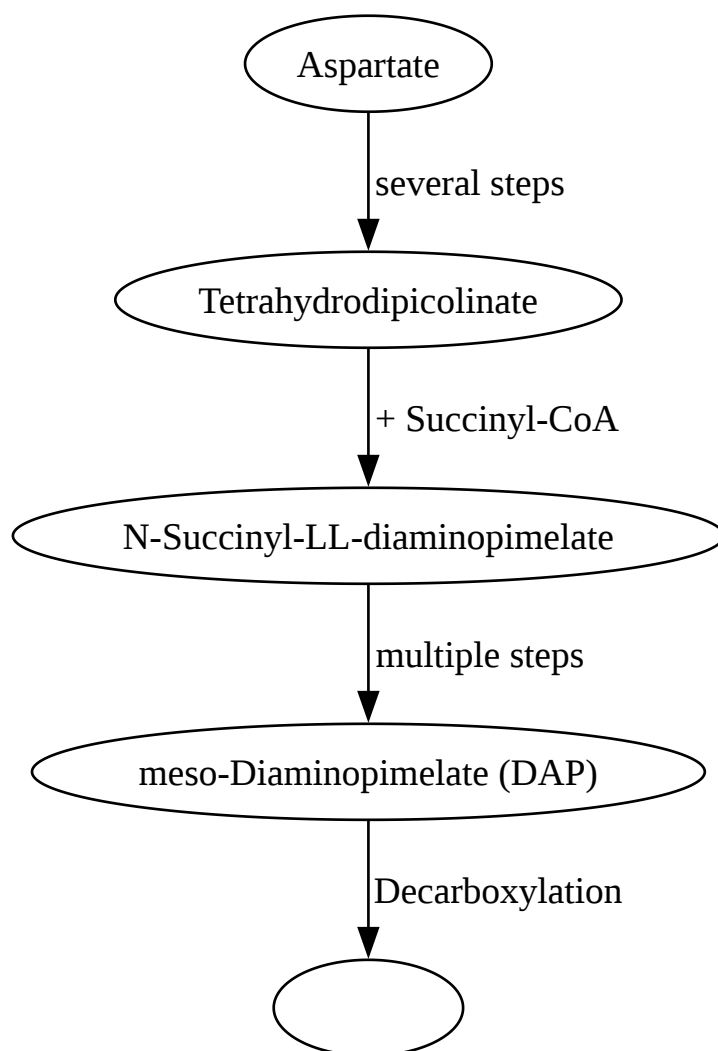 Aspartate
several steps
Tetrahydrodipicolinate
+ Succinyl-CoA
N-Succinyl-LL-diaminopimelate
multiple steps
meso-Diaminopimelate (DAP)
Decarboxylation